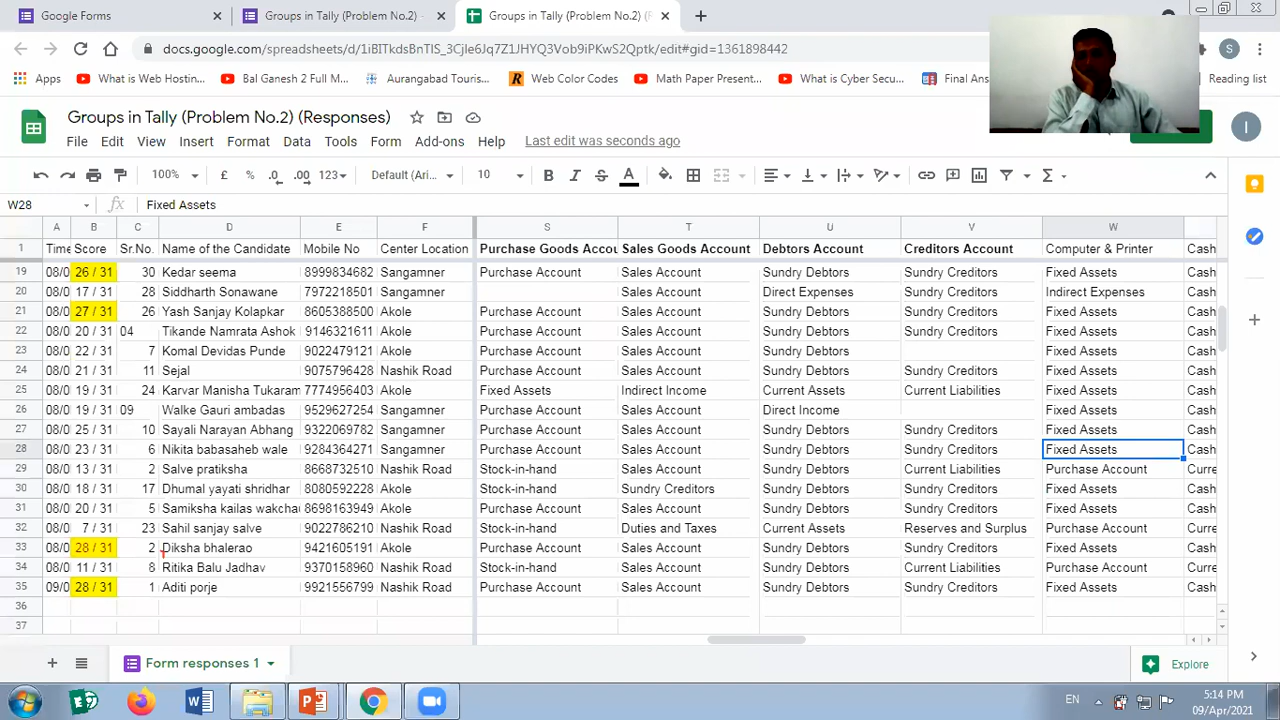 Google Forms × Groups in Tally (Problem No.2) - × Groups in Tally (Problem No.2) ( × +
docs.google.com/spreadsheets/d/1iBITkdsBnTlS_3Cjle6Jq7Z1JHYQ3Vob9iPKwS2Qptk/edit#gid=1361898442 S
Apps What is Web Hostin... Bal Ganesh 2 Full M... Aurangabad Touris... Web Color Codes Math Paper Present... What is Cyber Secu... Final Ans Reading list
Groups in Tally (Problem No.2) (Responses)
File Edit View Insert Format Data Tools Form Add-ons Help Last edit was seconds ago I
100% £ % .0 .00 123 Default (Ari... 10 B I S A Σ
W28 fx Fixed Assets
A B C D E F S T U V W
1 Time Score Sr.No. Name of the Candidate Mobile No Center Location Purchase Goods Accou Sales Goods Account Debtors Account Creditors Account Computer & Printer Cash
19 08/0 26 / 31 30 Kedar seema 8999834682 Sangamner Purchase Account Sales Account Sundry Debtors Sundry Creditors Fixed Assets Cash
20 08/0 17 / 31 28 Siddharth Sonawane 7972218501 Sangamner Sales Account Direct Expenses Sundry Creditors Indirect Expenses Cash
21 08/0 27 / 31 26 Yash Sanjay Kolapkar 8605388500 Akole Purchase Account Sales Account Sundry Debtors Sundry Creditors Fixed Assets Cash
22 08/0 20 / 31 04 Tikande Namrata Ashok 9146321611 Akole Purchase Account Sales Account Sundry Debtors Sundry Creditors Fixed Assets Cash
23 08/0 22 / 31 7 Komal Devidas Punde 9022479121 Akole Purchase Account Sales Account Sundry Debtors Fixed Assets Cash
24 08/0 21 / 31 11 Sejal 9075796428 Nashik Road Purchase Account Sales Account Sundry Debtors Sundry Creditors Fixed Assets Cash
25 08/0 19 / 31 24 Karvar Manisha Tukaram 7774956403 Akole Fixed Assets Indirect Income Current Assets Current Liabilities Fixed Assets Cash
26 08/0 19 / 31 09 Walke Gauri ambadas 9529627254 Sangamner Purchase Account Sales Account Direct Income Fixed Assets Cash
27 08/0 25 / 31 10 Sayali Narayan Abhang 9322069782 Sangamner Purchase Account Sales Account Sundry Debtors Sundry Creditors Fixed Assets Cash
28 08/0 23 / 31 6 Nikita babasaheb wale 9284364271 Sangamner Purchase Account Sales Account Sundry Debtors Sundry Creditors Fixed Assets Cash
29 08/0 13 / 31 2 Salve pratiksha 8668732510 Nashik Road Stock-in-hand Sales Account Sundry Debtors Current Liabilities Purchase Account Curre
30 08/0 18 / 31 17 Dhumal yayati shridhar 8080592228 Akole Stock-in-hand Sundry Creditors Sundry Debtors Sundry Creditors Fixed Assets Cash
31 08/0 20 / 31 5 Samiksha kailas wakchau 8698163949 Akole Purchase Account Sales Account Sundry Debtors Sundry Creditors Fixed Assets Cash
32 08/0 7 / 31 23 Sahil sanjay salve 9022786210 Nashik Road Stock-in-hand Duties and Taxes Current Assets Reserves and Surplus Purchase Account Cash
33 08/0 28 / 31 2 Diksha bhalerao 9421605191 Akole Purchase Account Sales Account Sundry Debtors Sundry Creditors Fixed Assets Cash
34 08/0 11 / 31 8 Ritika Balu Jadhav 9370158960 Nashik Road Stock-in-hand Sales Account Sundry Debtors Sundry Creditors Purchase Account Curre
35 09/0 28 / 31 1 Aditi porje 9921556799 Nashik Road Purchase Account Sales Account Sundry Debtors Sundry Creditors Fixed Assets Cash
36
37
Form responses 1 Explore
EN 5:14 PM
09/Apr/2021